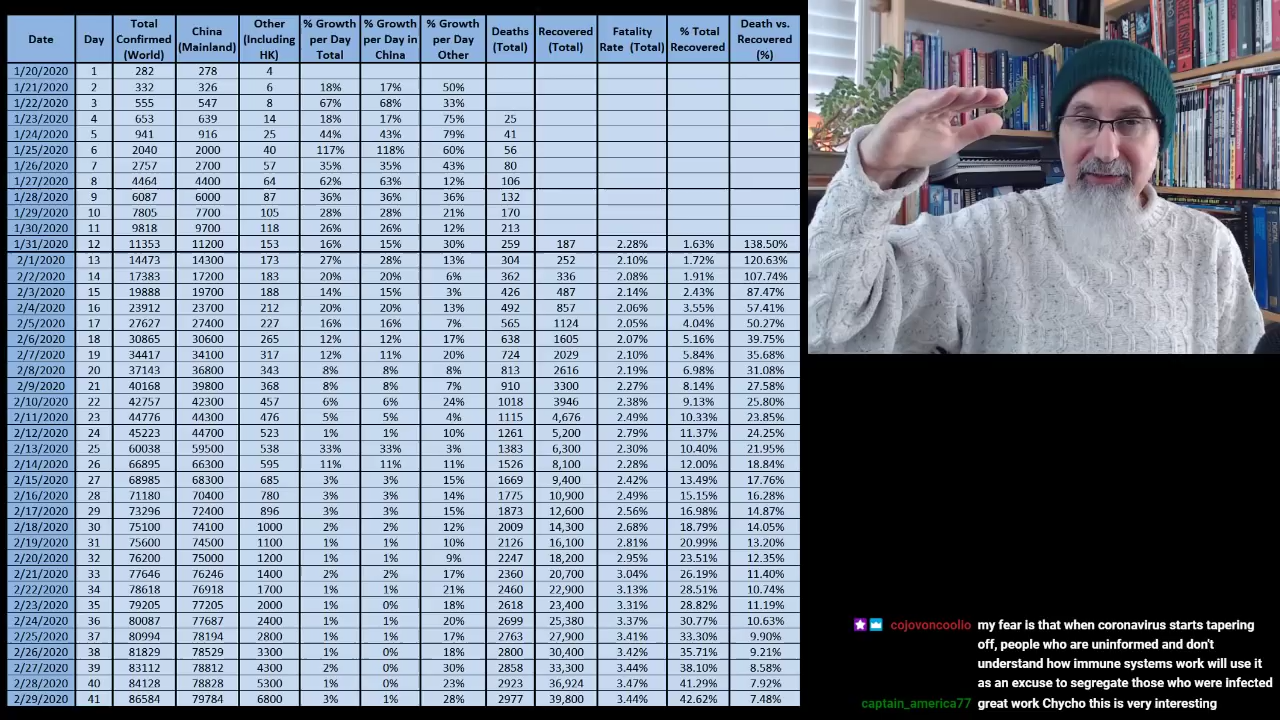 Date Day Total Confirmed (World) China (Mainland) Other (Including HK) % Growth per Day Total % Growth per Day in China % Growth per Day Other Deaths (Total) Recovered (Total) Fatality Rate (Total) % Total Recovered Death vs. Recovered (%)
1/20/2020 1 282 278 4
1/21/2020 2 332 326 6 18% 17% 50%
1/22/2020 3 555 547 8 67% 68% 33%
1/23/2020 4 653 639 14 18% 17% 75% 25
1/24/2020 5 941 916 25 44% 43% 79% 41
1/25/2020 6 2040 2000 40 117% 118% 60% 56
1/26/2020 7 2757 2700 57 35% 35% 43% 80
1/27/2020 8 4464 4400 64 62% 63% 12% 106
1/28/2020 9 6087 6000 87 36% 36% 36% 132
1/29/2020 10 7805 7700 105 28% 28% 21% 170
1/30/2020 11 9818 9700 118 26% 26% 12% 213
1/31/2020 12 11353 11200 153 16% 15% 30% 259 187 2.28% 1.63% 138.50%
2/1/2020 13 14473 14300 173 27% 28% 13% 304 252 2.10% 1.72% 120.63%
2/2/2020 14 17383 17200 183 20% 20% 6% 362 336 2.08% 1.91% 107.74%
2/3/2020 15 19888 19700 188 14% 15% 3% 426 487 2.14% 2.43% 87.47%
2/4/2020 16 23912 23700 212 20% 20% 13% 492 857 2.06% 3.55% 57.41%
2/5/2020 17 27627 27400 227 16% 16% 7% 565 1124 2.05% 4.04% 50.27%
2/6/2020 18 30865 30600 265 12% 12% 17% 638 1605 2.07% 5.16% 39.75%
2/7/2020 19 34417 34100 317 12% 11% 20% 724 2029 2.10% 5.84% 35.68%
2/8/2020 20 37143 36800 343 8% 8% 8% 813 2616 2.19% 6.98% 31.08%
2/9/2020 21 40168 39800 368 8% 8% 7% 910 3300 2.27% 8.14% 27.58%
2/10/2020 22 42757 42300 457 6% 6% 24% 1018 3946 2.38% 9.13% 25.80%
2/11/2020 23 44776 44300 476 5% 5% 4% 1115 4,676 2.49% 10.33% 23.85%
2/12/2020 24 45223 44700 523 1% 1% 10% 1261 5,200 2.79% 11.37% 24.25%
2/13/2020 25 60038 59500 538 33% 33% 3% 1383 6,300 2.30% 10.40% 21.95%
2/14/2020 26 66895 66300 595 11% 11% 11% 1526 8,100 2.28% 12.00% 18.84%
2/15/2020 27 68985 68300 685 3% 3% 15% 1669 9,400 2.42% 13.49% 17.76%
2/16/2020 28 71180 70400 780 3% 3% 14% 1775 10,900 2.49% 15.15% 16.28%
2/17/2020 29 73296 72400 896 3% 3% 15% 1873 12,600 2.56% 16.98% 14.87%
2/18/2020 30 75100 74100 1000 2% 2% 12% 2009 14,300 2.68% 18.79% 14.05%
2/19/2020 31 75600 74500 1100 1% 1% 10% 2126 16,100 2.81% 20.99% 13.20%
2/20/2020 32 76200 75000 1200 1% 1% 9% 2247 18,200 2.95% 23.51% 12.35%
2/21/2020 33 77646 76246 1400 2% 2% 17% 2360 20,700 3.04% 26.19% 11.40%
2/22/2020 34 78618 76918 1700 1% 1% 21% 2460 22,900 3.13% 28.51% 10.74%
2/23/2020 35 79205 77205 2000 1% 0% 18% 2618 23,400 3.31% 28.82% 11.19%
2/24/2020 36 80087 77687 2400 1% 1% 20% 2699 25,380 3.37% 30.77% 10.63%
2/25/2020 37 80994 78194 2800 1% 1% 17% 2763 27,900 3.41% 33.30% 9.90%
2/26/2020 38 81829 78529 3300 1% 0% 18% 2800 30,400 3.42% 35.71% 9.21%
2/27/2020 39 83112 78812 4300 2% 0% 30% 2858 33,300 3.44% 38.10% 8.58%
2/28/2020 40 84128 78828 5300 1% 0% 23% 2923 36,924 3.47% 41.29% 7.92%
2/29/2020 41 86584 79784 6800 3% 1% 28% 2977 39,800 3.44% 42.62% 7.48%
cojovoncoolio my fear is that when coronavirus starts tapering
off, people who are uninformed and don't
understand how immune systems work will use it
as an excuse to segregate those who were infected
captain_america77 great work Chycho this is very interesting